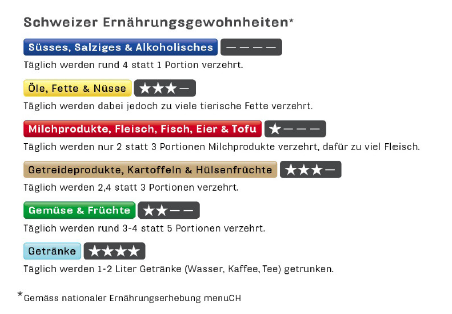 Schweizer Ernährungsgewohnheiten*
Süsses, Salziges & Alkoholisches
Täglich werden rund 4 statt 1 Portion verzehrt.
Öle, Fette & Nüsse
Täglich werden dabei jedoch zu viele tierische Fette verzehrt.
Milchprodukte, Fleisch, Fisch, Eier & Tofu
Täglich werden nur 2 statt 3 Portionen Milchprodukte verzehrt, dafür zu viel Fleisch.
Getreideprodukte, Kartoffeln & Hülsenfrüchte
Täglich werden 2,4 statt 3 Portionen verzehrt.
Gemüse & Früchte
Täglich werden rund 3-4 statt 5 Portionen verzehrt.
Getränke
Täglich werden 1-2 Liter Getränke (Wasser, Kaffee, Tee) getrunken.
*Gemäss nationaler Ernährungserhebung menuCH